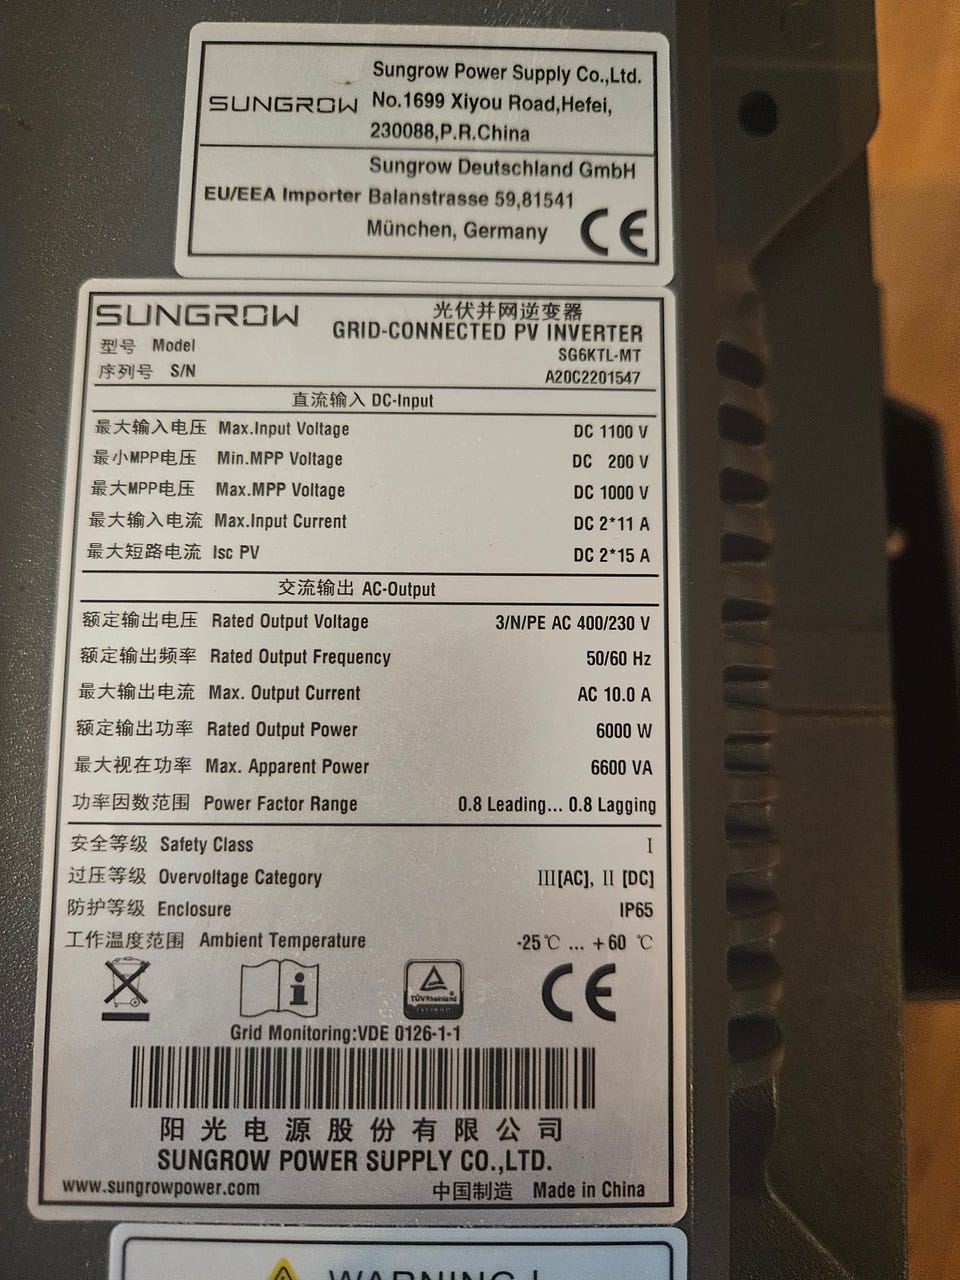 SUNGROW
Sungrow Power Supply Co.,Ltd.
No.1699 Xiyou Road,Hefei,
230088,P.R.China
EU/EEA Importer
Sungrow Deutschland GmbH
Balanstrasse 59,81541
München, Germany
CE
SUNGROW
光伏并网逆变器
GRID-CONNECTED PV INVERTER
型号 Model SG6KTL-MT
序列号 S/N A20C2201547
直流输入 DC-Input
最大输入电压 Max.Input Voltage DC 1100 V
最小MPP电压 Min.MPP Voltage DC 200 V
最大MPP电压 Max.MPP Voltage DC 1000 V
最大输入电流 Max.Input Current DC 2*11 A
最大短路电流 Isc PV DC 2*15 A
交流输出 AC-Output
额定输出电压 Rated Output Voltage 3/N/PE AC 400/230 V
额定输出频率 Rated Output Frequency 50/60 Hz
最大输出电流 Max. Output Current AC 10.0 A
额定输出功率 Rated Output Power 6000 W
最大视在功率 Max. Apparent Power 6600 VA
功率因数范围 Power Factor Range 0.8 Leading... 0.8 Lagging
安全等级 Safety Class I
过压等级 Overvoltage Category III[AC], II [DC]
防护等级 Enclosure IP65
工作温度范围 Ambient Temperature -25℃ ... +60 ℃
i TÜVRheinland CE
Grid Monitoring:VDE 0126-1-1
阳光电源股份有限公司
SUNGROW POWER SUPPLY CO.,LTD.
www.sungrowpower.com 中国制造 Made in China
WARNING !